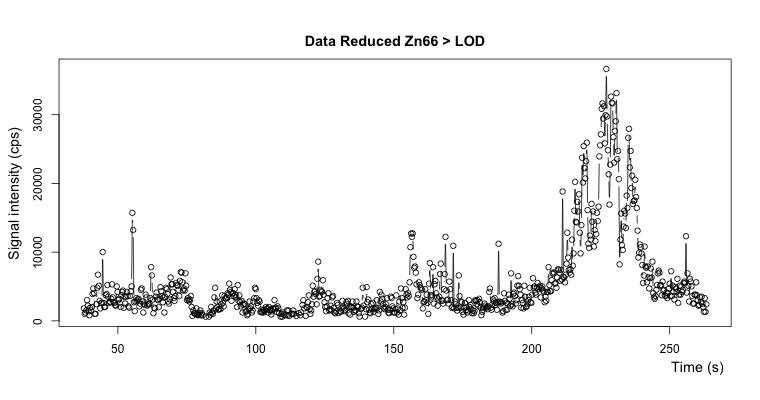 Data Reduced Zn66 > LOD
Signal intensity (cps)
30000
20000
10000
0
50 100 150 200 250
Time (s)